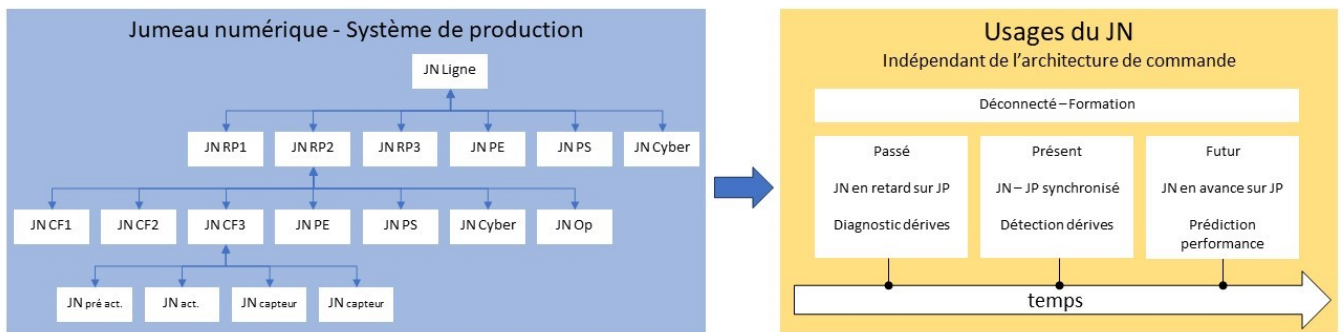 Jumeau numérique - Système de production
JN Ligne
JN RP1
JN RP2
JN RP3
JN PE
JN PS
JN Cyber
JN CF1
JN CF2
JN CF3
JN PE
JN PS
JN Cyber
JN Op
JN pré act.
JN act.
JN capteur
JN capteur
Usages du JN
Indépendant de l'architecture de commande
Déconnecté – Formation
Passé
JN en retard sur JP
Diagnostic dérives
Présent
JN – JP synchronisé
Détection dérives
Futur
JN en avance sur JP
Prédiction
performance
temps